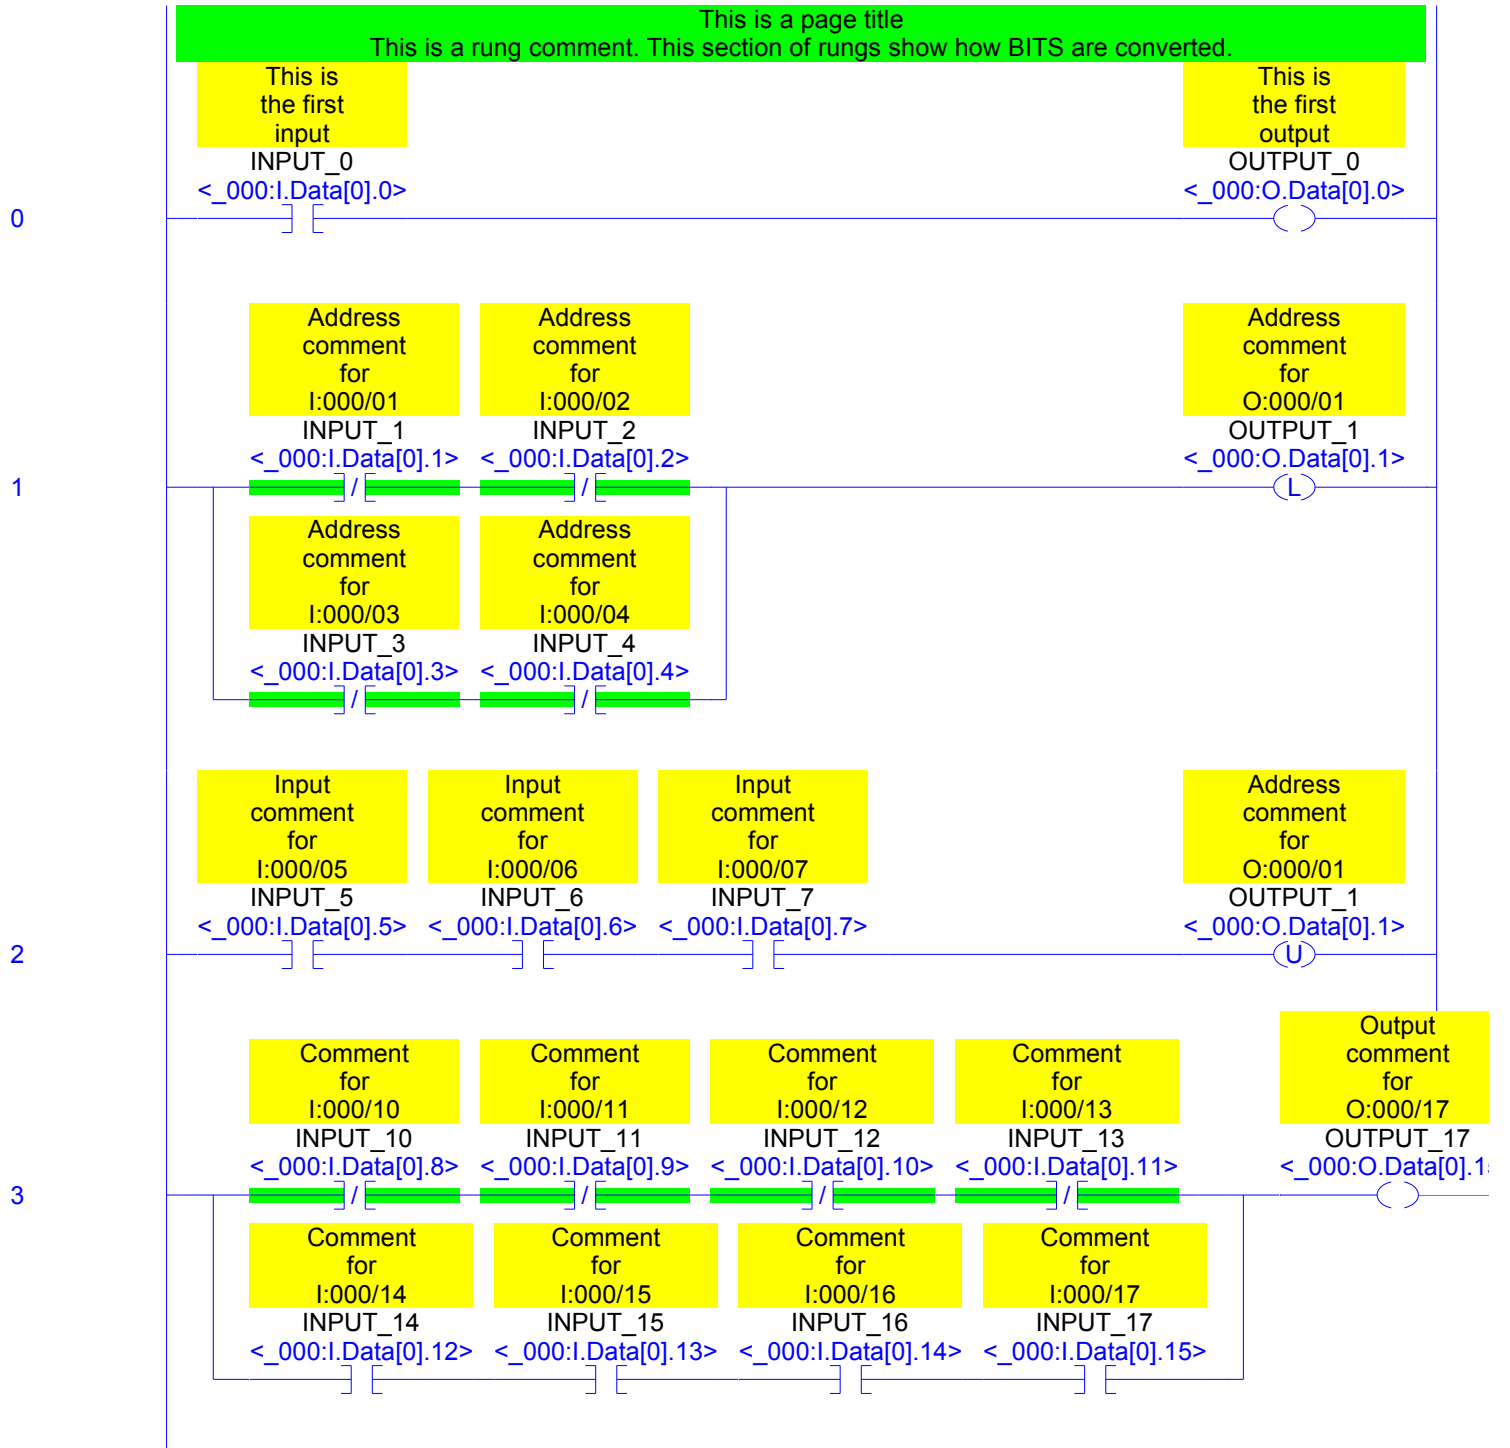 This is a page title
This is a rung comment. This section of rungs show how BITS are converted.
This is
the first
input
INPUT_0
<_000:I.Data[0].0>
This is
the first
output
OUTPUT_0
<_000:O.Data[0].0>
0
Address
comment
for
I:000/01
INPUT_1
<_000:I.Data[0].1>
/
Address
comment
for
I:000/02
INPUT_2
<_000:I.Data[0].2>
/
Address
comment
for
O:000/01
OUTPUT_1
<_000:O.Data[0].1>
L
1
Address
comment
for
I:000/03
INPUT_3
<_000:I.Data[0].3>
/
Address
comment
for
I:000/04
INPUT_4
<_000:I.Data[0].4>
/
Input
comment
for
I:000/05
INPUT_5
<_000:I.Data[0].5>
Input
comment
for
I:000/06
INPUT_6
<_000:I.Data[0].6>
Input
comment
for
I:000/07
INPUT_7
<_000:I.Data[0].7>
Address
comment
for
O:000/01
OUTPUT_1
<_000:O.Data[0].1>
U
2
Comment
for
I:000/10
INPUT_10
<_000:I.Data[0].8>
/
Comment
for
I:000/11
INPUT_11
<_000:I.Data[0].9>
/
Comment
for
I:000/12
INPUT_12
<_000:I.Data[0].10>
/
Comment
for
I:000/13
INPUT_13
<_000:I.Data[0].11>
/
Output
comment
for
O:000/17
OUTPUT_17
<_000:O.Data[0].15
3
Comment
for
I:000/14
INPUT_14
<_000:I.Data[0].12>
Comment
for
I:000/15
INPUT_15
<_000:I.Data[0].13>
Comment
for
I:000/16
INPUT_16
<_000:I.Data[0].14>
Comment
for
I:000/17
INPUT_17
<_000:I.Data[0].15>